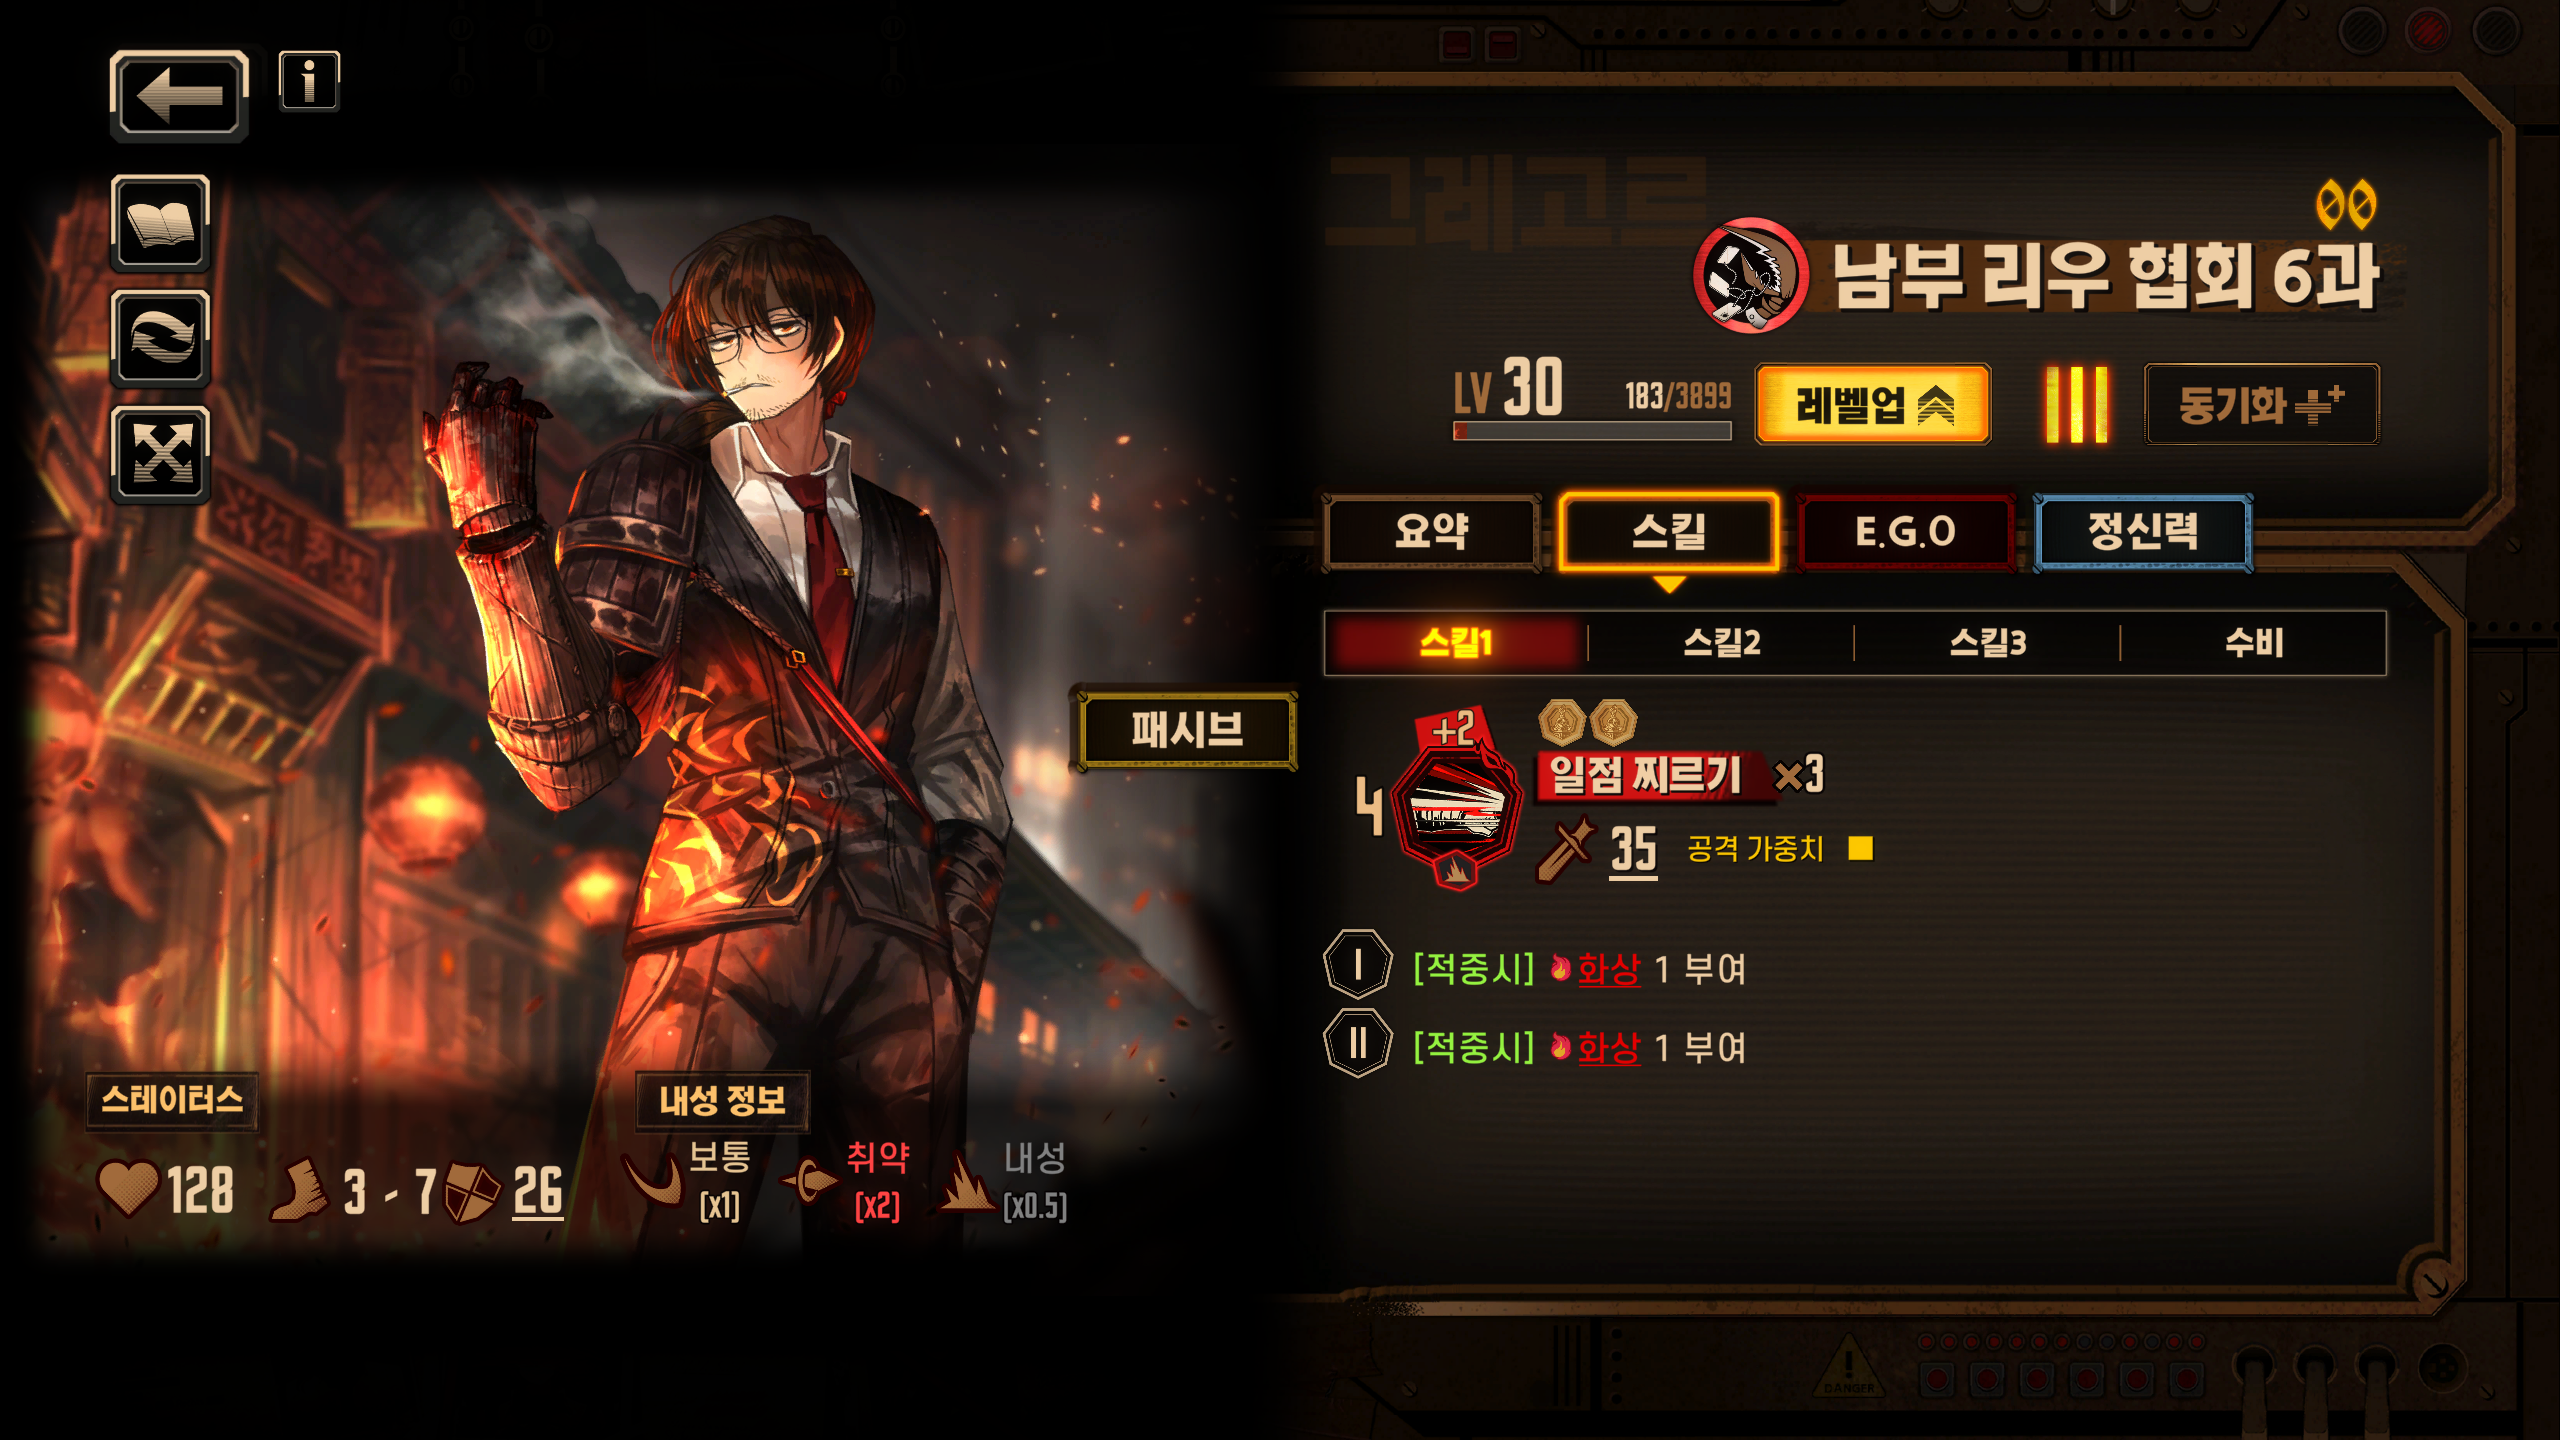 그레고르
남부 리우 협회 6과
LV 30
183/3899
레벨업
동기화
요약
스킬
E.G.O
정신력
스킬1
스킬2
스킬3
수비
패시브
+2
4
일점 찌르기 ×3
35
공격 가중치
I [적중시] 화상 1 부여
II [적중시] 화상 1 부여
스테이터스
128
3 - 7
26
내성 정보
보통
[x1]
취약
[x2]
내성
[x0.5]
DANGER